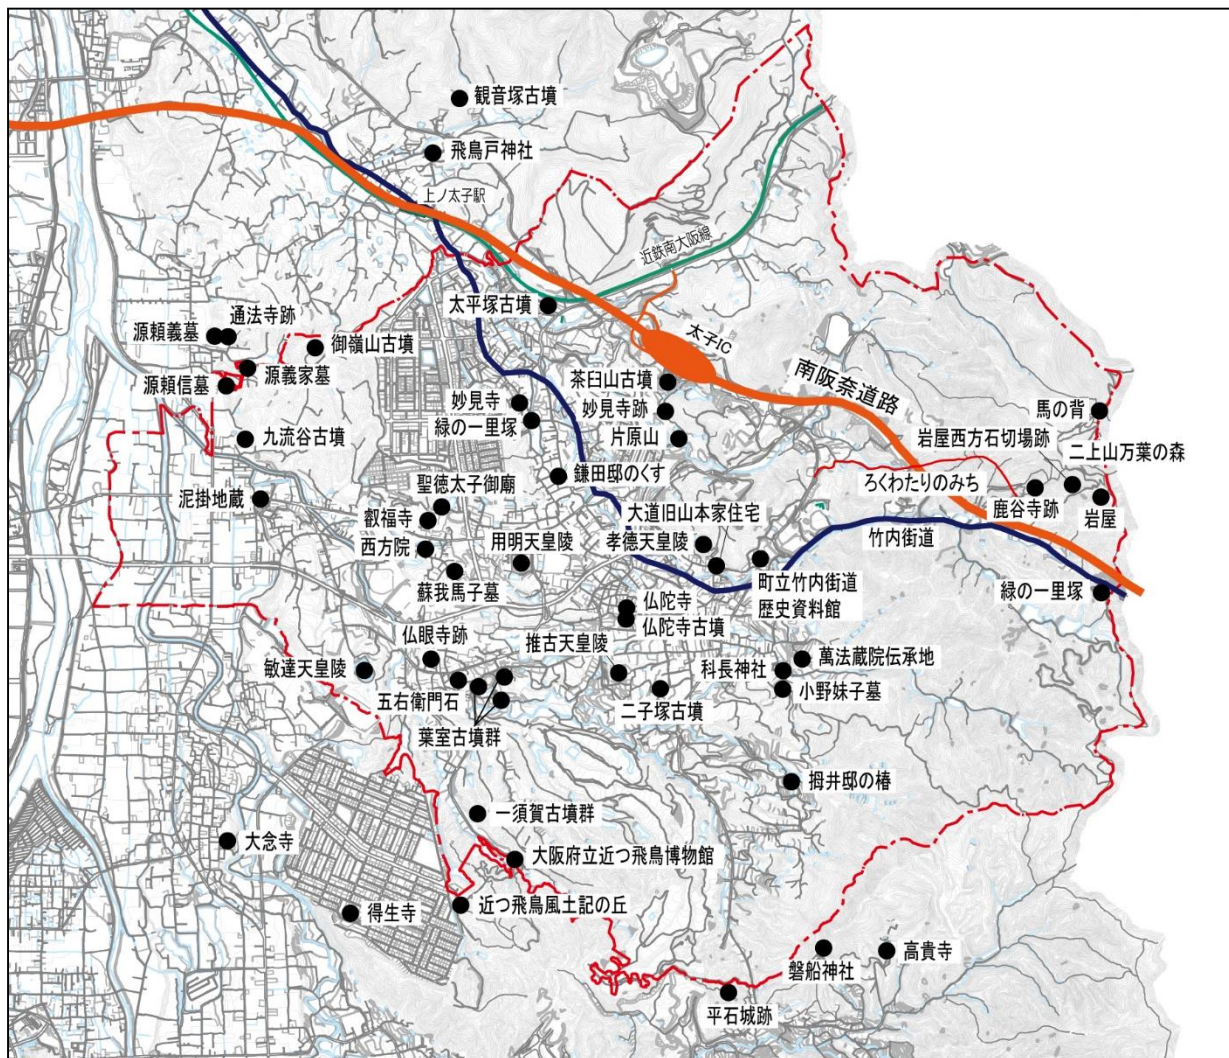 観音塚古墳
飛鳥戸神社
上ノ太子駅
近鉄南大阪線
太平塚古墳
太子IC
通法寺跡
源頼義墓
御嶺山古墳
源義家墓
源頼信墓
茶臼山古墳
南阪奈道路
妙見寺
妙見寺跡
馬の背
緑の一里塚
片原山
岩屋西方石切場跡
九流谷古墳
二上山万葉の森
鎌田邸のくす
ろくわたりのみち
聖徳太子御廟
泥掛地蔵
鹿谷寺跡
岩屋
叡福寺
大道旧山本家住宅
西方院
用明天皇陵
孝徳天皇陵
竹内街道
蘇我馬子墓
町立竹内街道
歴史資料館
緑の一里塚
仏陀寺
仏陀寺古墳
仏眼寺跡
推古天皇陵
敏達天皇陵
科長神社
萬法蔵院伝承地
五右衛門石
小野妹子墓
二子塚古墳
葉室古墳群
拇井邸の椿
一須賀古墳群
大念寺
大阪府立近つ飛鳥博物館
得生寺
近つ飛鳥風土記の丘
磐船神社
高貴寺
平石城跡